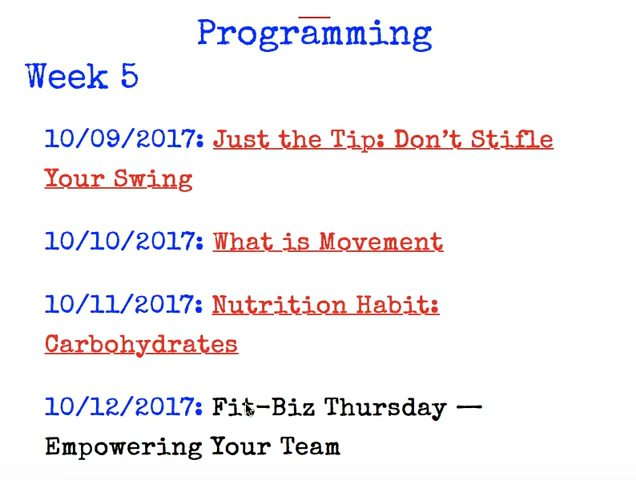 Programming
Week 5
10/09/2017: Just the Tip: Don't Stifle
Your Swing
10/10/2017: What is Movement
10/11/2017: Nutrition Habit:
Carbohydrates
10/12/2017: Fit-Biz Thursday —
Empowering Your Team